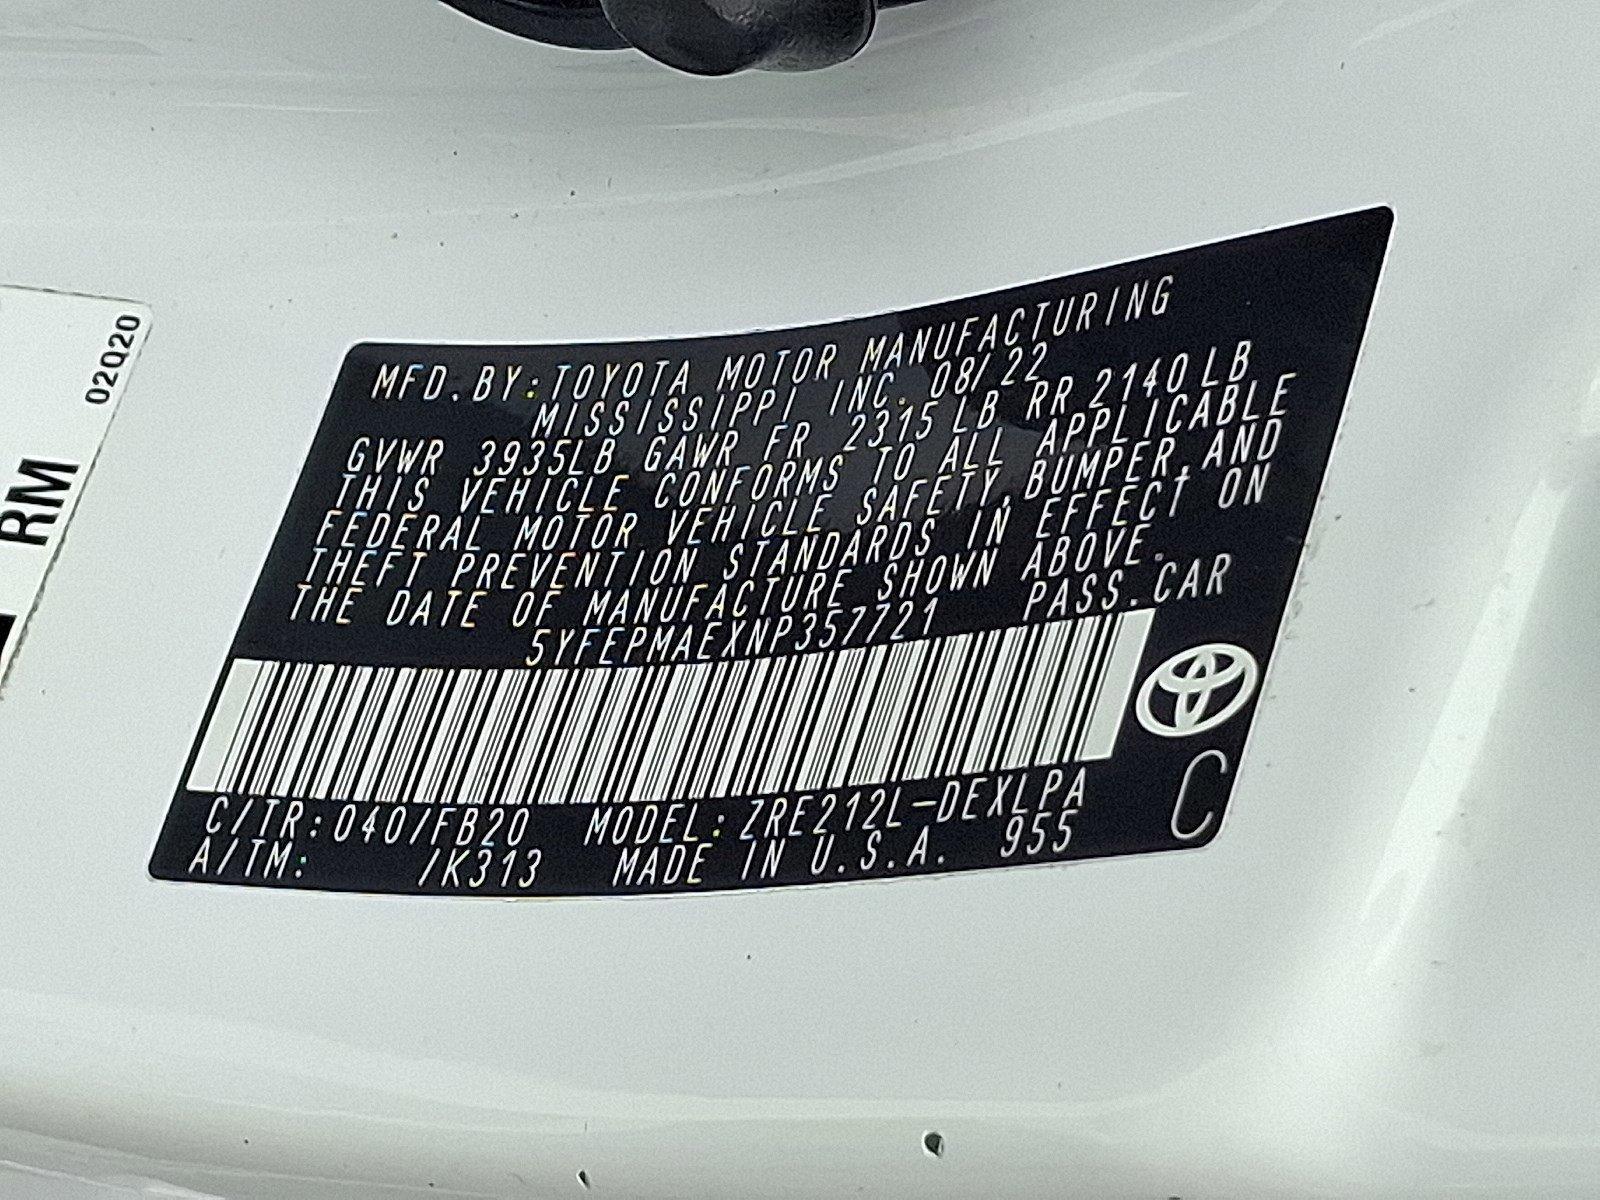 02Q20
RM
MFD.BY:TOYOTA MOTOR MANUFACTURING
MISSISSIPPI INC. 08/22
GVWR 3935LB GAWR FR 2315LB RR 2140LB
THIS VEHICLE CONFORMS TO ALL APPLICABLE
FEDERAL MOTOR VEHICLE SAFETY, BUMPER, AND
THEFT PREVENTION STANDARDS IN EFFECT ON
THE DATE OF MANUFACTURE SHOWN ABOVE.
5YFEPMAEXNP357721 PASS.CAR
C/TR:040/FB20 MODEL:ZRE212L-DEXLPA
A/TM: /K313 MADE IN U.S.A. 955
C